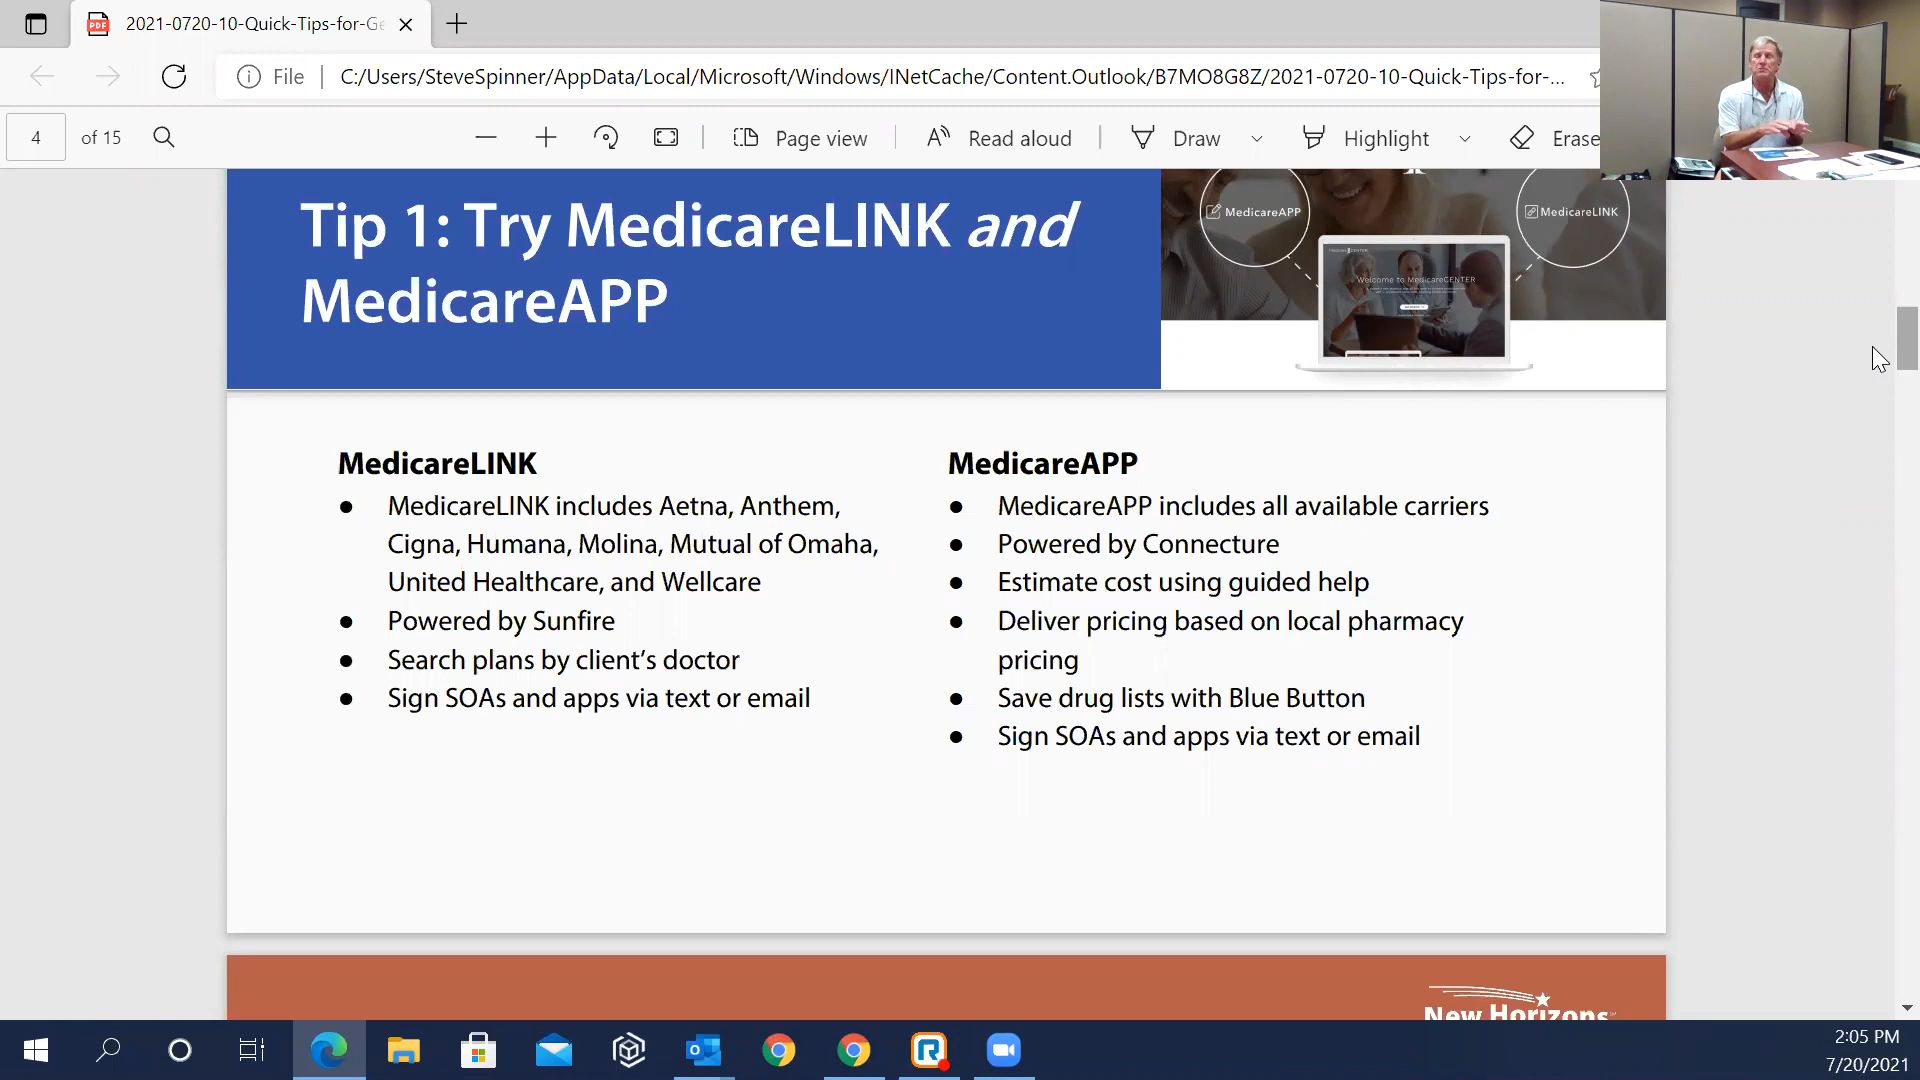 2021-0720-10-Quick-Tips-for-Ge
File
C:/Users/SteveSpinner/AppData/Local/Microsoft/Windows/INetCache/Content.Outlook/B7MO8G8Z/2021-0720-10-Quick-Tips-for-...
4 of 15
Page view
Read aloud
Draw
Highlight
Erase
Tip 1: Try MedicareLINK and
MedicareAPP
MedicareAPP
MedicareLINK
Welcome to MedicareCENTER
MedicareLINK
● MedicareLINK includes Aetna, Anthem,
Cigna, Humana, Molina, Mutual of Omaha,
United Healthcare, and Wellcare
● Powered by Sunfire
● Search plans by client’s doctor
● Sign SOAs and apps via text or email
MedicareAPP
● MedicareAPP includes all available carriers
● Powered by Connecture
● Estimate cost using guided help
● Deliver pricing based on local pharmacy
pricing
● Save drug lists with Blue Button
● Sign SOAs and apps via text or email
New Horizons
2:05 PM
7/20/2021